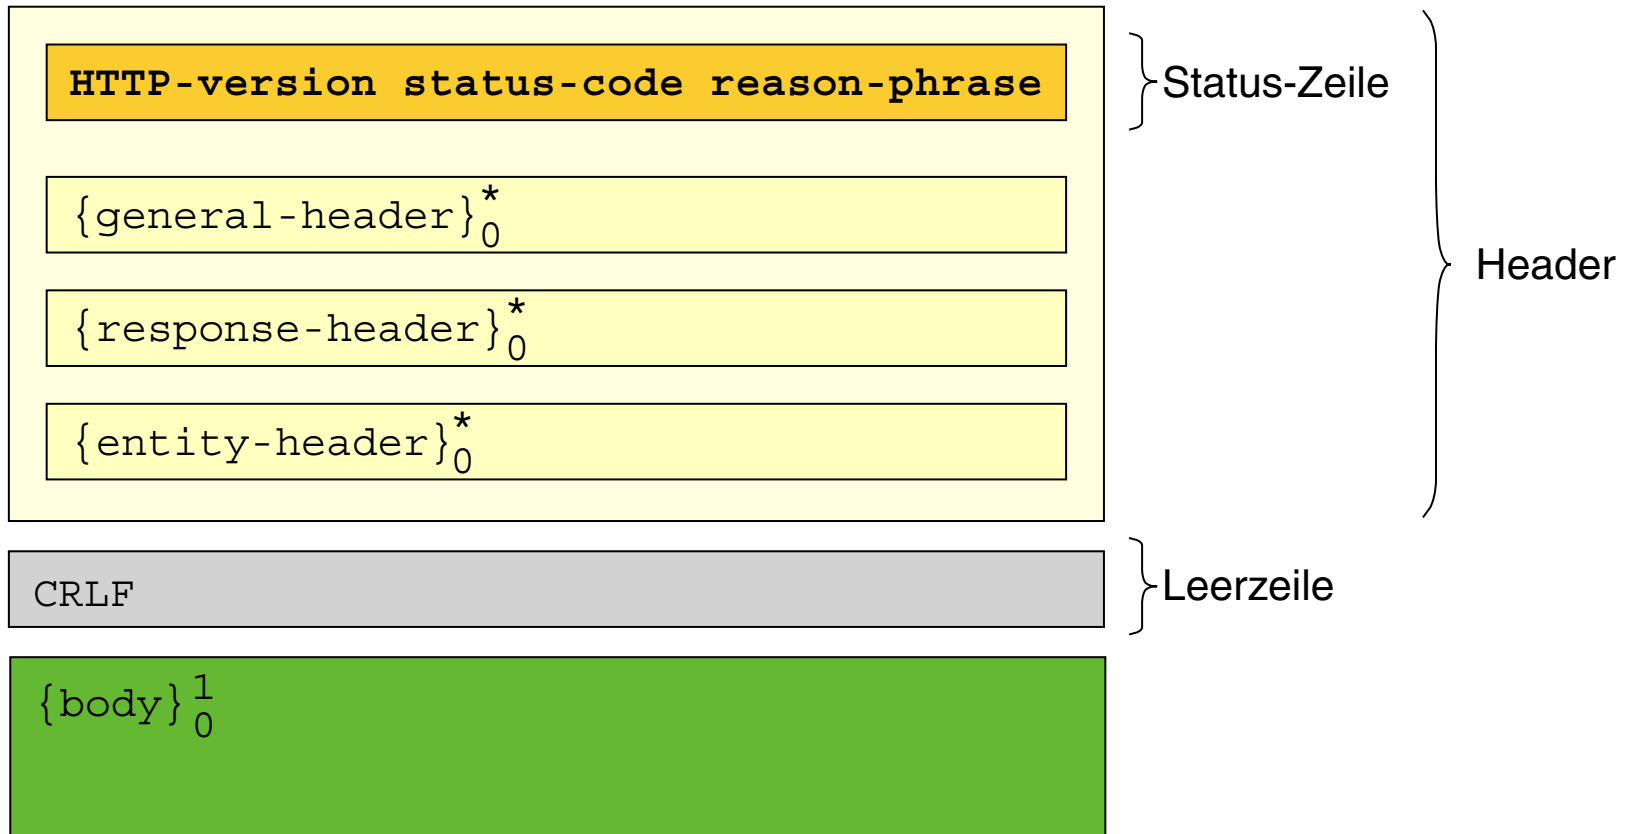 HTTP-version status-code reason-phrase
Status-Zeile
{general-header}*0
Header
{response-header}*0
{entity-header}*0
CRLF
Leerzeile
{body}10